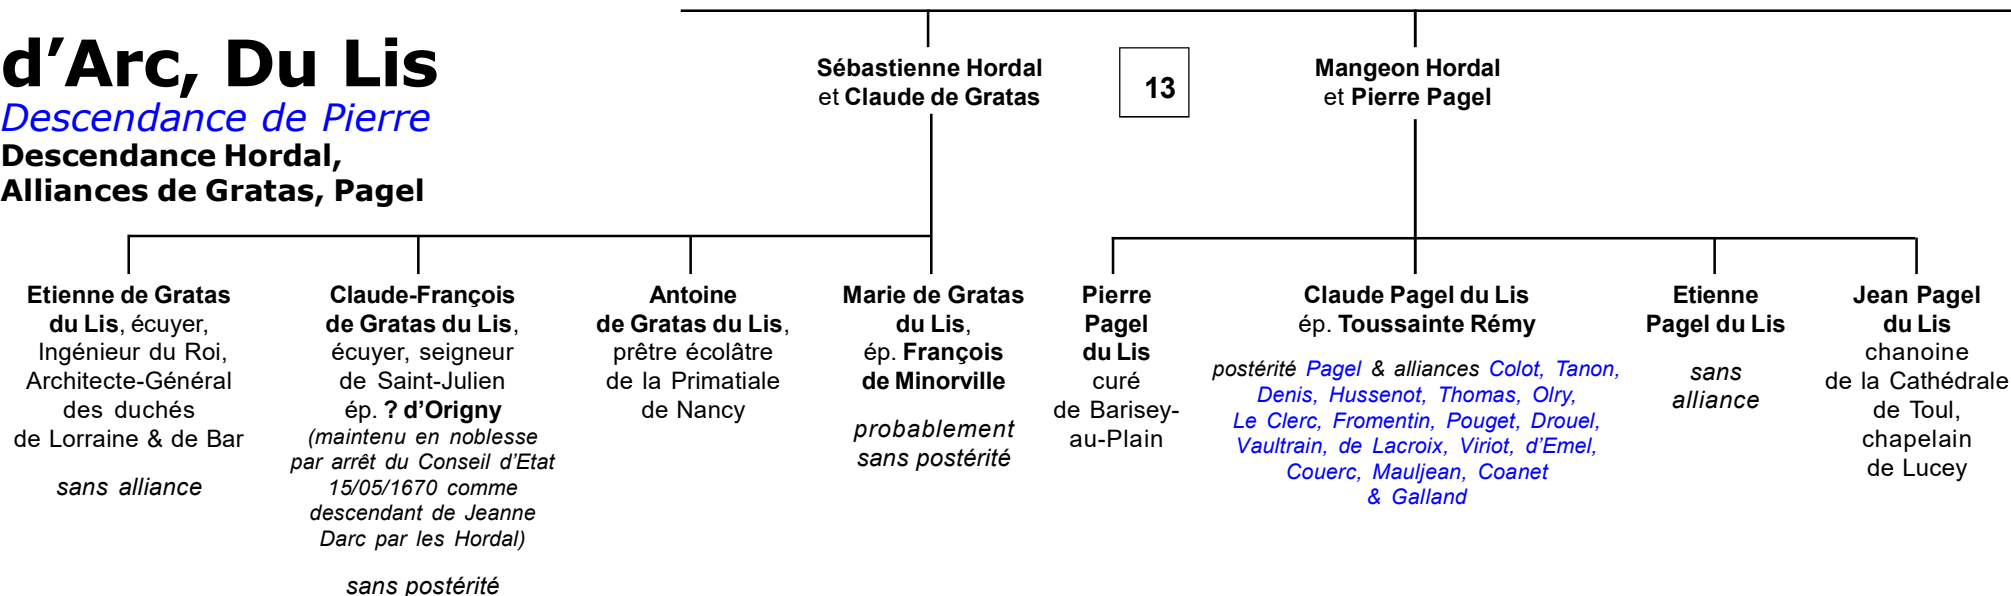 d’Arc, Du Lis
Descendance de Pierre
Descendance Hordal,
Alliances de Gratas, Pagel
Sébastienne Hordal
et Claude de Gratas
13
Mangeon Hordal
et Pierre Pagel
Etienne de Gratas
du Lis, écuyer,
Ingénieur du Roi,
Architecte-Général
des duchés
de Lorraine & de Bar
sans alliance
Claude-François
de Gratas du Lis,
écuyer, seigneur
de Saint-Julien
ép. ? d’Origny
(maintenu en noblesse
par arrêt du Conseil d’Etat
15/05/1670 comme
descendant de Jeanne
Darc par les Hordal)
sans postérité
Antoine
de Gratas du Lis,
prêtre écolâtre
de la Primatiale
de Nancy
Marie de Gratas
du Lis,
ép. François
de Minorville
probablement
sans postérité
Pierre
Pagel
du Lis
curé
de Barisey-
au-Plain
Claude Pagel du Lis
ép. Toussainte Rémy
postérité Pagel & alliances Colot, Tanon,
Denis, Hussenot, Thomas, Olry,
Le Clerc, Fromentin, Pouget, Drouel,
Vaultrain, de Lacroix, Viriot, d’Emel,
Couerc, Mauljean, Coanet
& Galland
Etienne
Pagel du Lis
sans
alliance
Jean Pagel
du Lis
chanoine
de la Cathédrale
de Toul,
chapelain
de Lucey